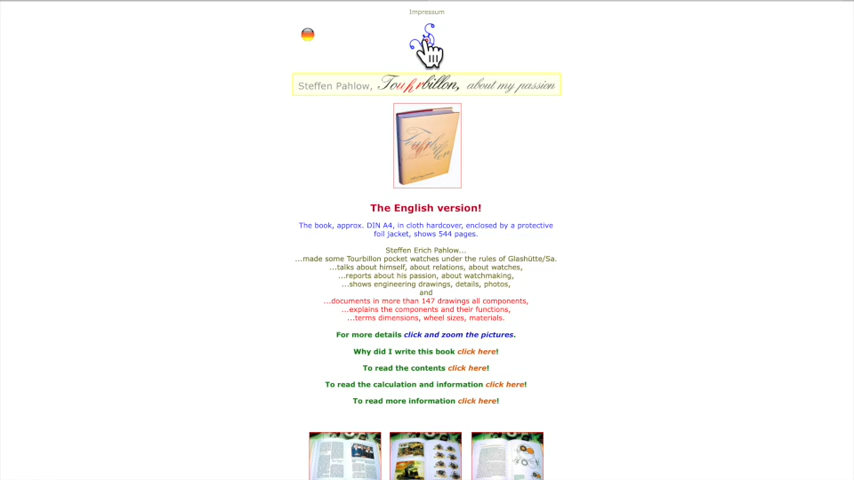 Impressum
Steffen Pahlow, Touhrbillon, about my passion
The English version!
The book, approx. DIN A4, in cloth hardcover, enclosed by a protective
foil jacket, shows 544 pages.
Steffen Erich Pahlow...
...made some Tourbillon pocket watches under the rules of Glashütte/Sa.
...talks about himself, about relations, about watches,
...reports about his passion, about watchmaking,
...shows engineering drawings, details, photos,
and
...documents in more than 147 drawings all components,
...explains the components and their functions,
...terms dimensions, wheel sizes, materials.
For more details click and zoom the pictures.
Why did I write this book click here!
To read the contents click here!
To read the calculation and information click here!
To read more information click here!